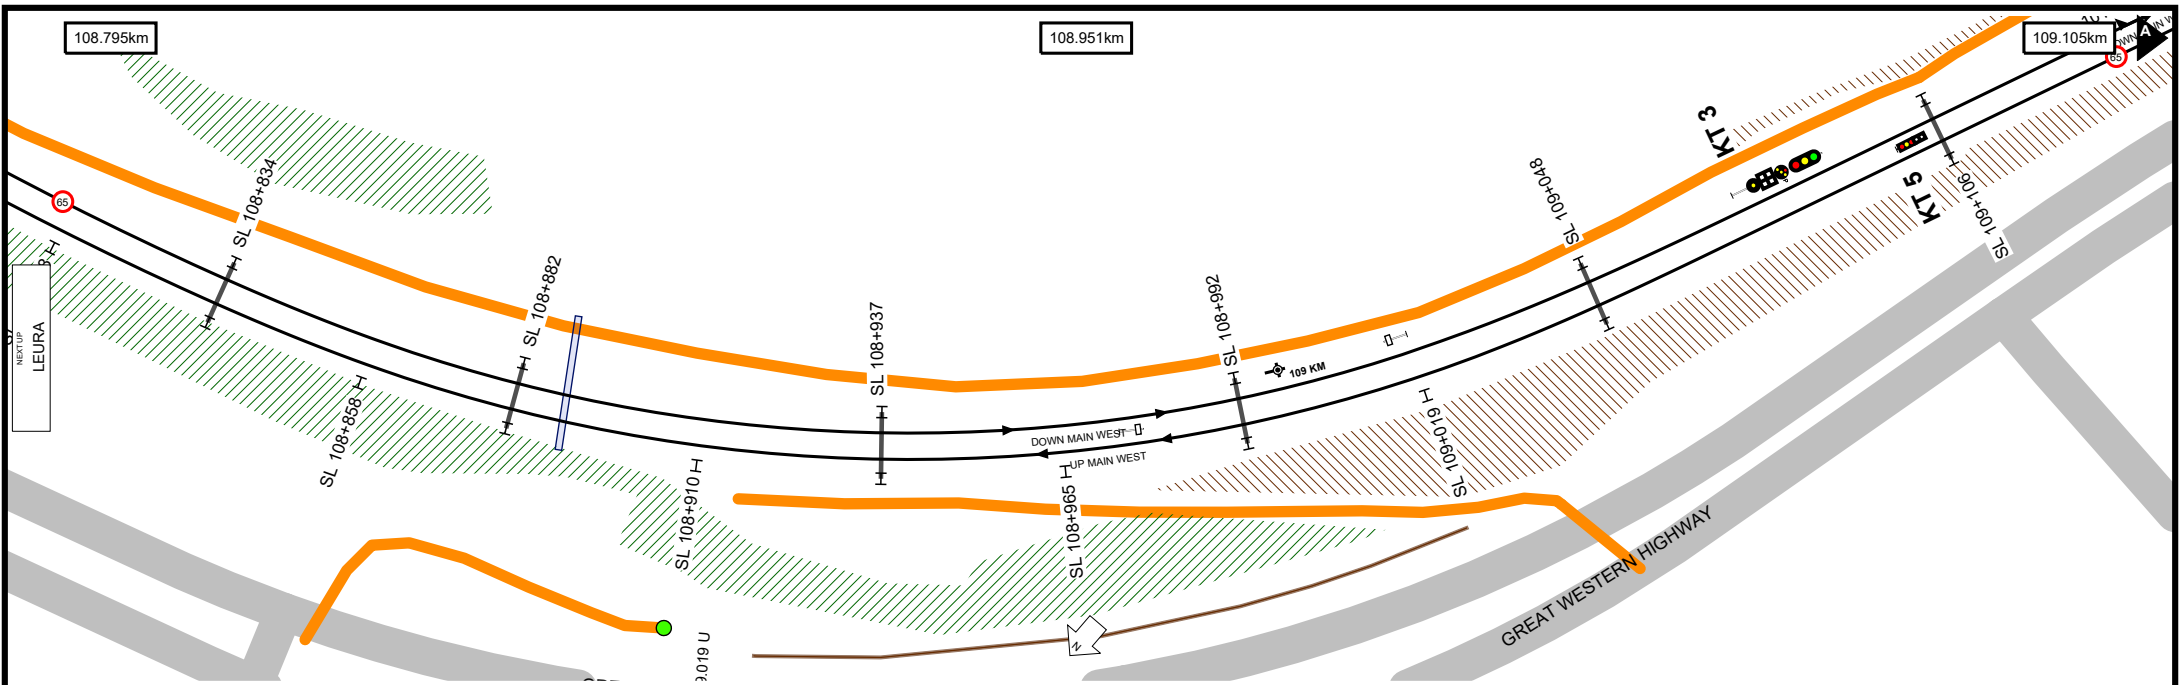 108.795km
108.951km
109.105km
A
65
65
KT 3
KT 5
SL 108+834
SL 108+882
SL 108+937
SL 108+992
SL 109+048
SL 109+106
109 KM
NEXT UP
LEURA
DOWN MAIN WEST
UP MAIN WEST
SL 108+858
SL 108+910
SL 108+965
SL 109+019
GREAT WESTERN HIGHWAY
N
9.019 U